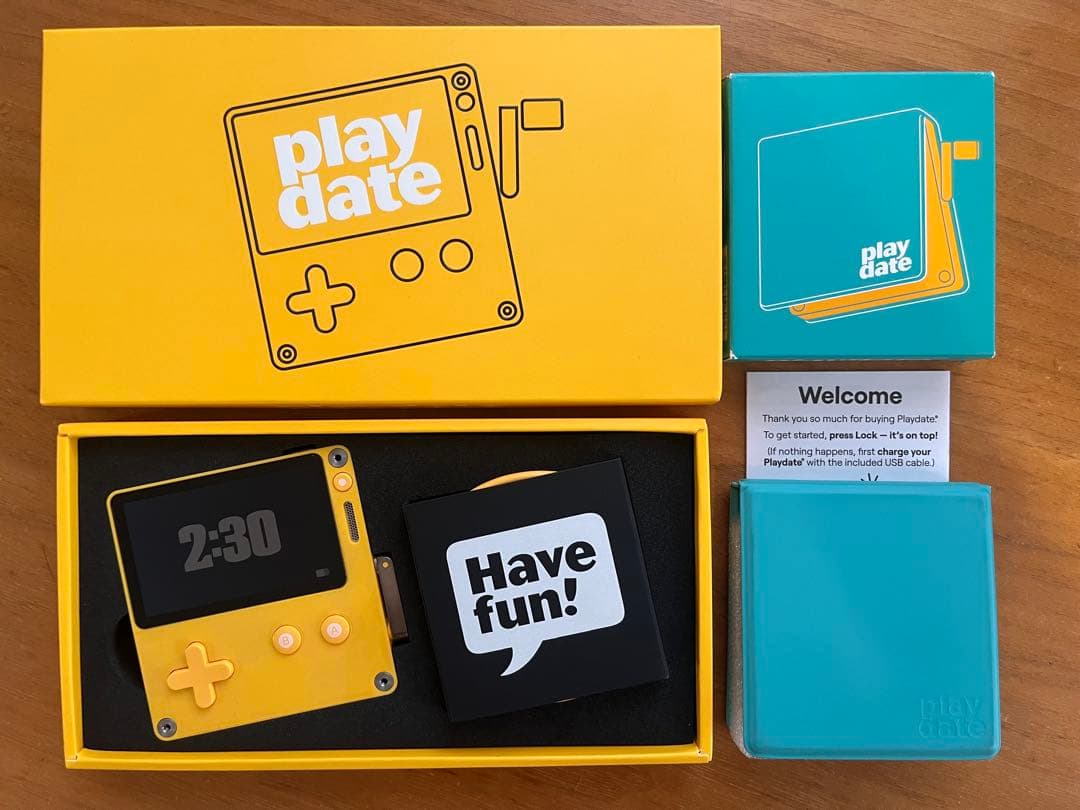 play
date
play
date
Welcome
Thank you so much for buying Playdate®
To get started, press Lock — it's on top!
(If nothing happens, first charge your
Playdate® with the included USB cable.)
2:30
B
A
Have
fun!
play
date